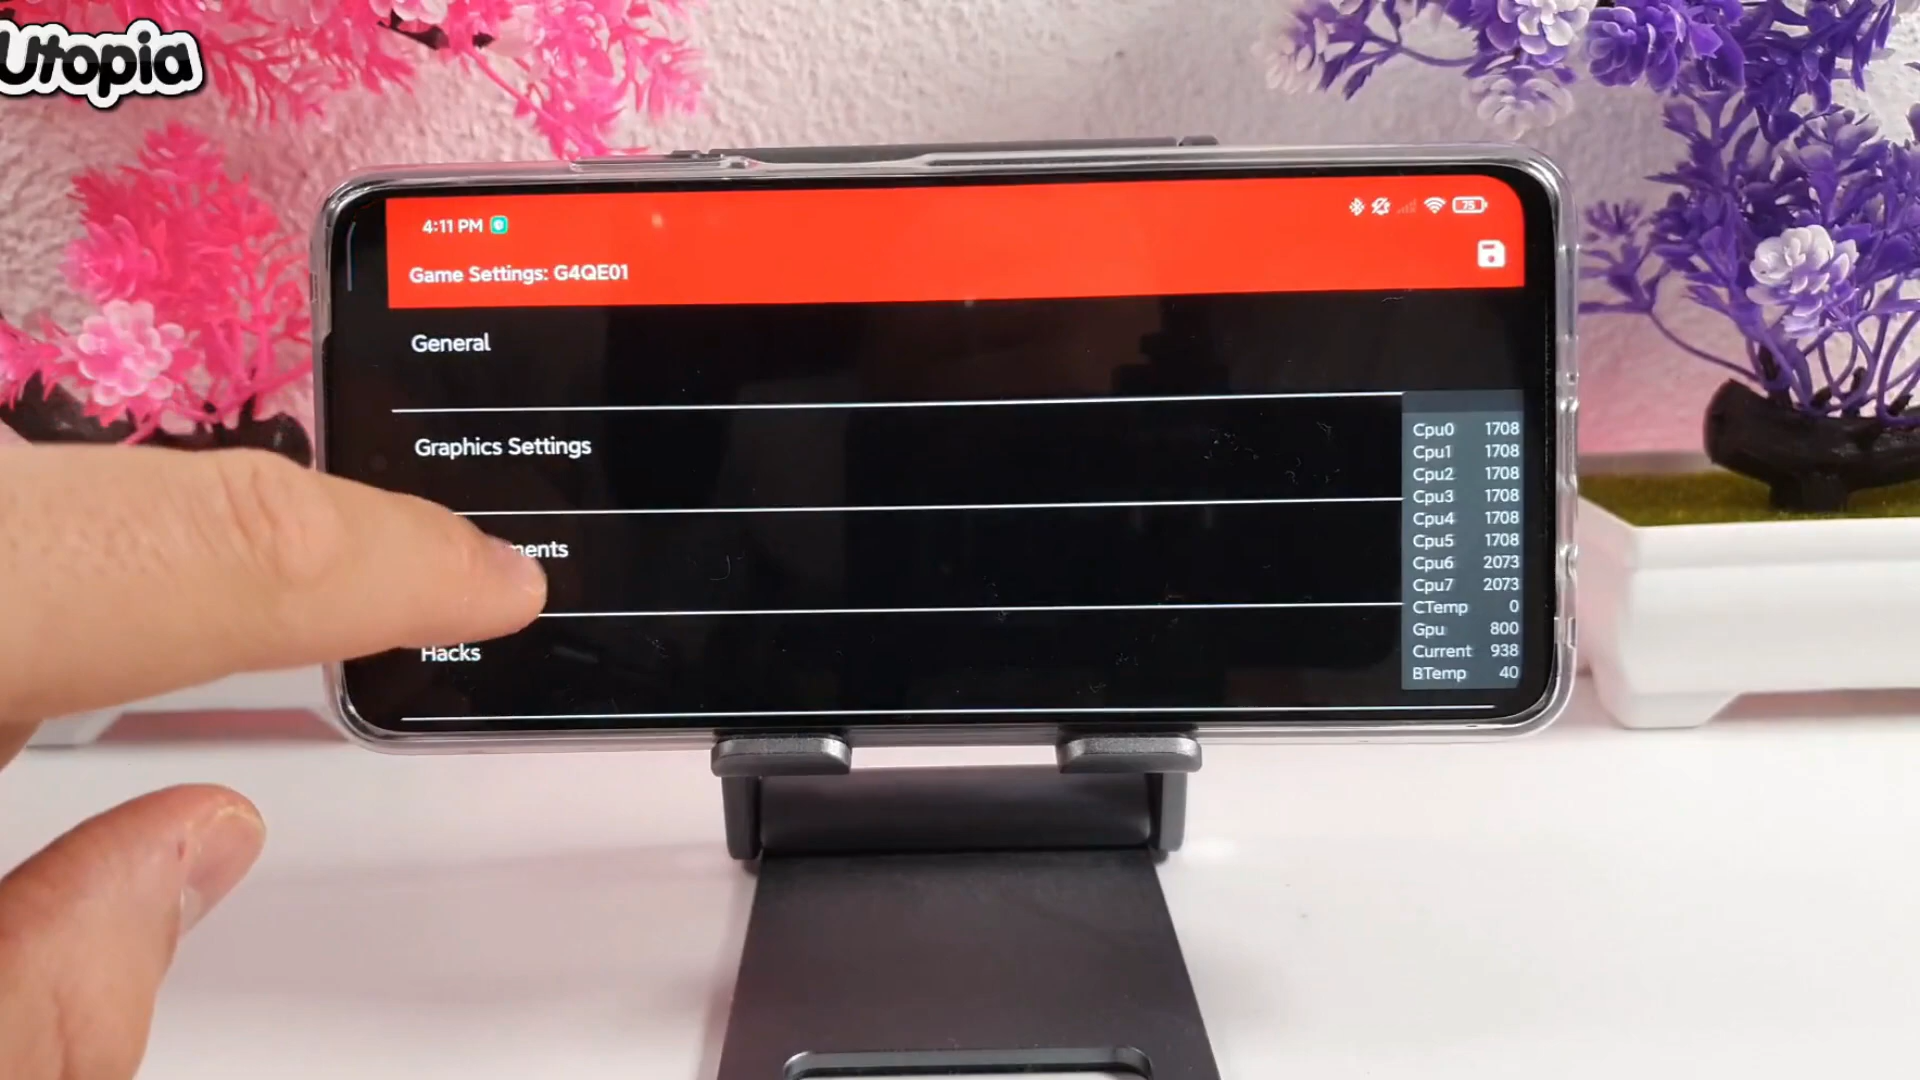 Utopia
4:11 PM
75
Game Settings: G4QE01
General
Graphics Settings
Hacks
Cpu0 1708
Cpu1 1708
Cpu2 1708
Cpu3 1708
Cpu4 1708
Cpu5 1708
Cpu6 2073
Cpu7 2073
CTemp 0
Gpu 800
Current 938
BTemp 40